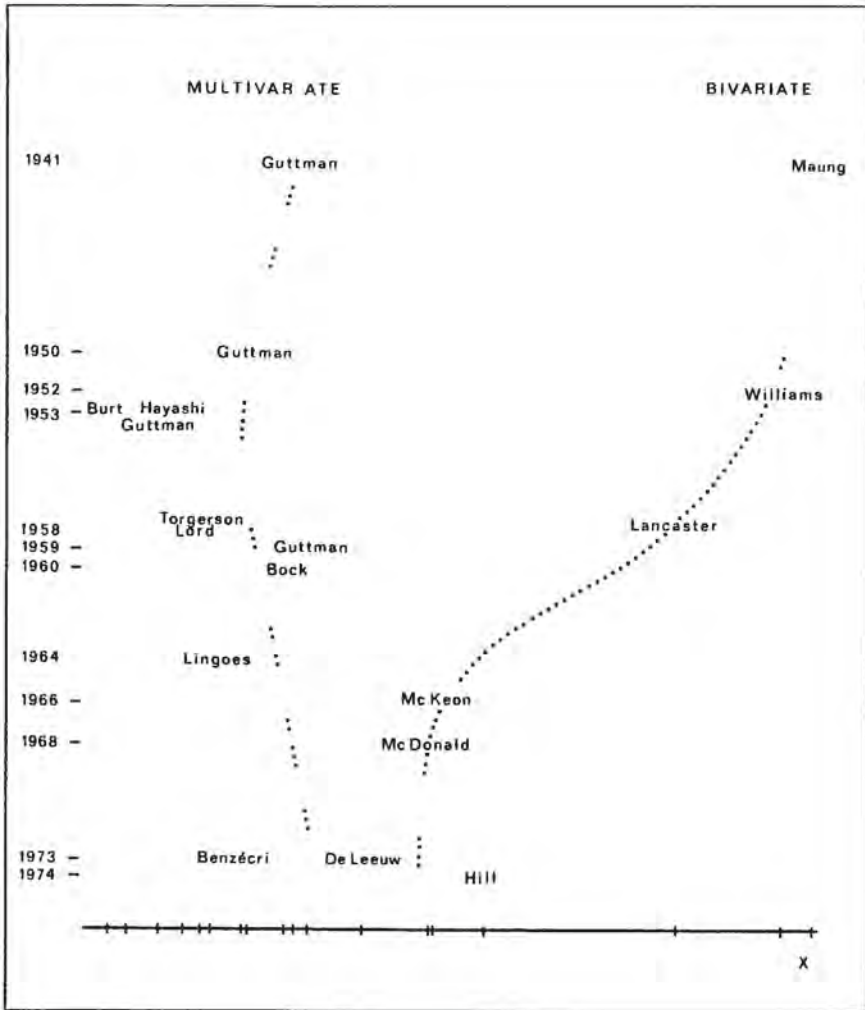 MULTIVAR ATE BIVARIATE
1941 Guttman Maung
1950 – Guttman
1952 – Williams
1953 – Burt Hayashi
Guttman
Torgerson
1958 Lord Lancaster
1959 – Guttman
1960 – Bock
1964 Lingoes
1966 – Mc Keon
1968 – Mc Donald
1973 – Benzécri De Leeuw
1974 – Hill
X